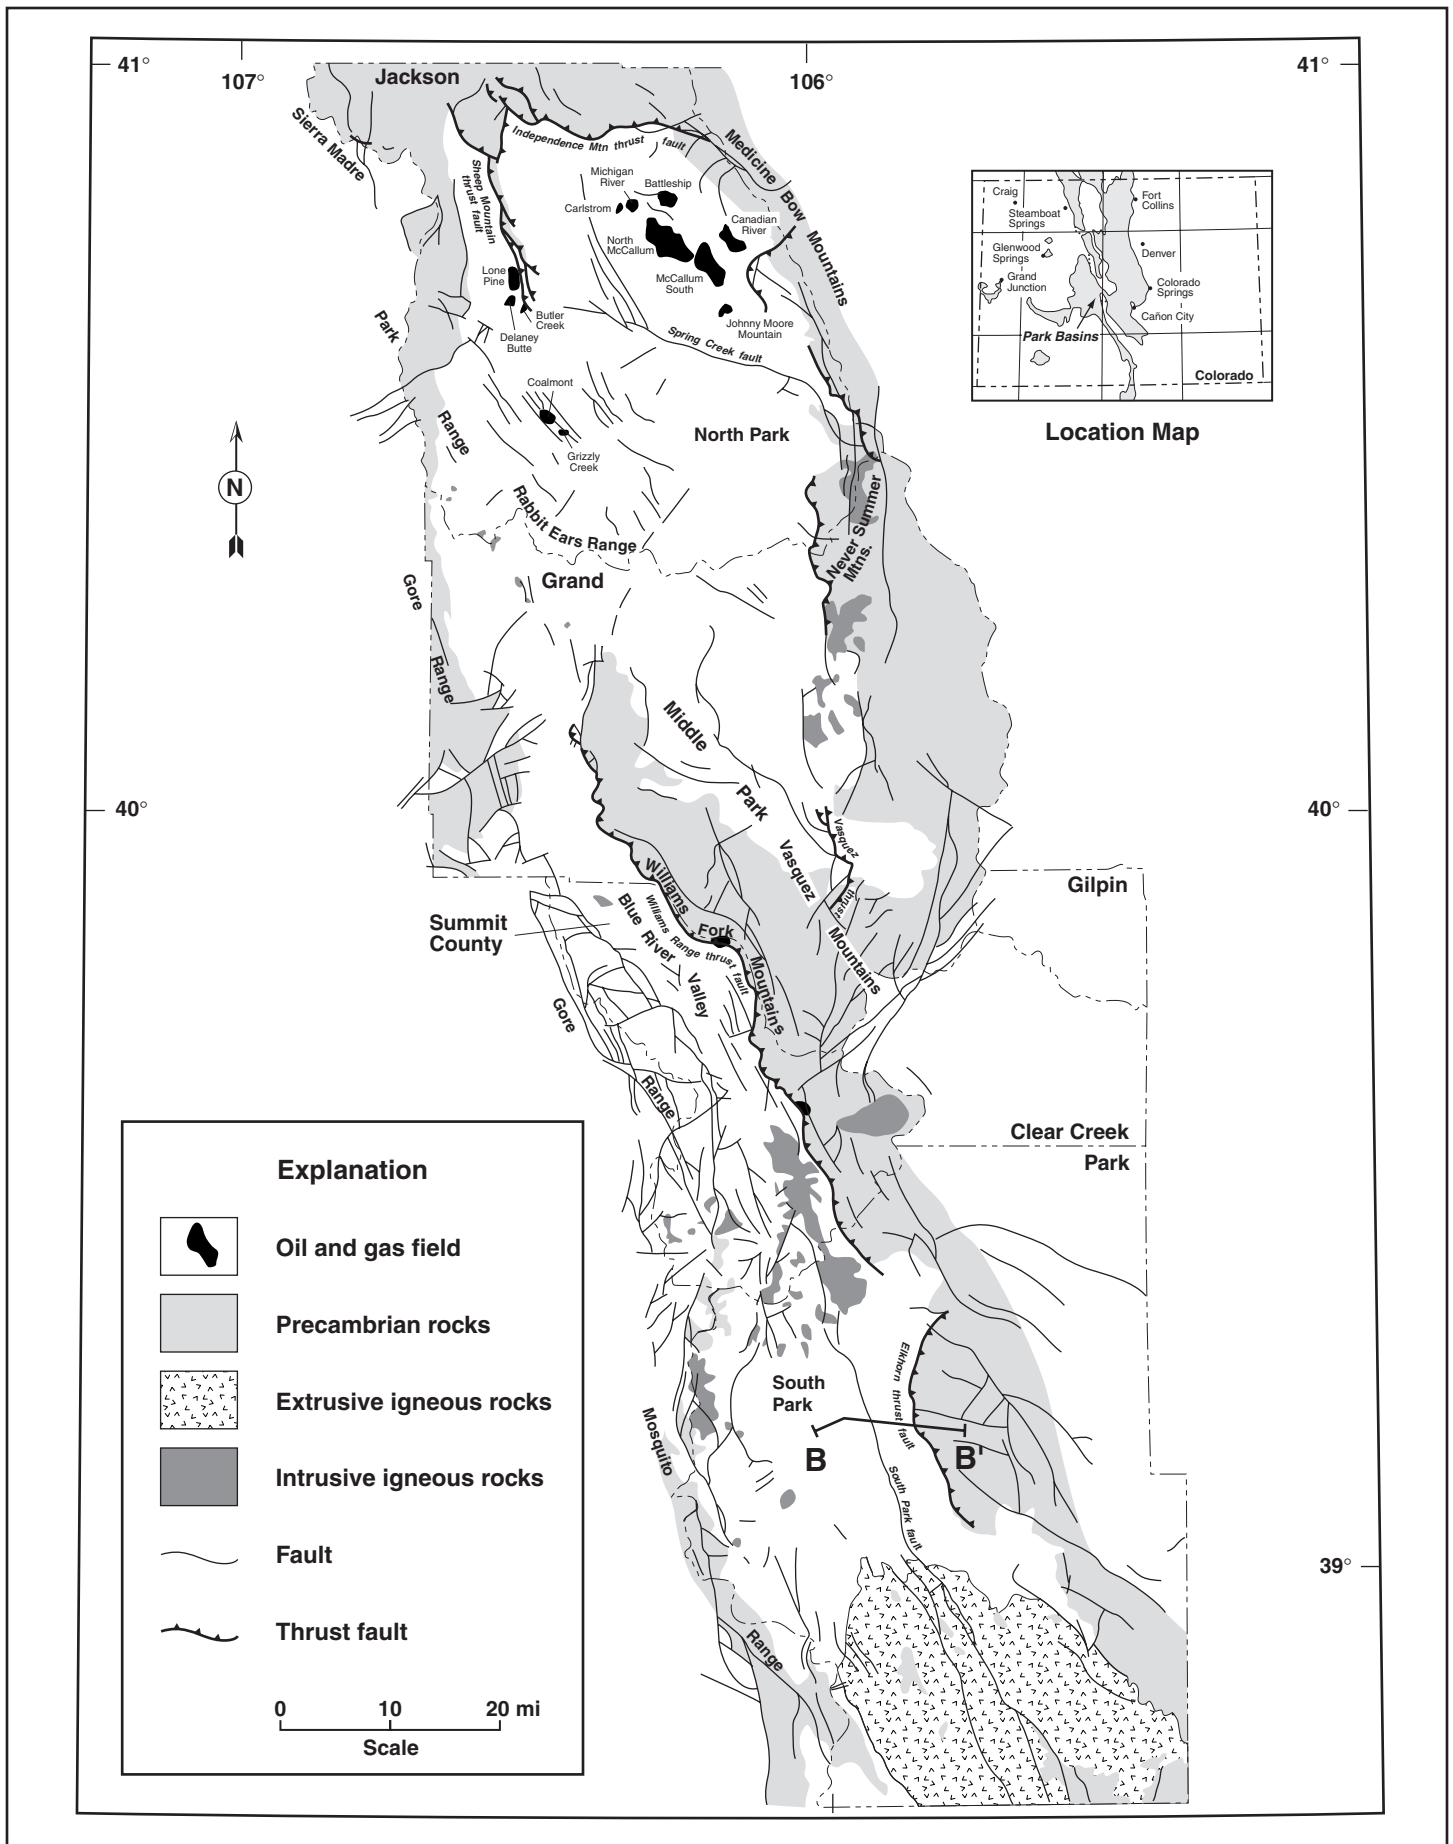 41°
107°
Jackson
106°
41°
Sierra Madre
Independence Mtn thrust fault
Medicine
Bow
Mountains
Sheep Mountain
thrust fault
Michigan
River
Battleship
Carlstrom
Canadian
River
North
McCallum
McCallum
South
Lone
Pine
Butler
Creek
Delaney
Butte
Johnny Moore
Mountain
Spring Creek fault
Park
Range
Coalmont
Grizzly
Creek
North Park
Craig
Steamboat
Springs
Fort
Collins
Glenwood
Springs
Denver
Grand
Junction
Colorado
Springs
Cañon City
Park Basins
Colorado
Location Map
N
Rabbit Ears Range
Never Summer
Mtns.
Grand
Gore
Range
Middle
Park
40°
40°
Vasquez
thrust
Vasquez
Mountains
Williams
Fork
Mountains
Williams Range thrust fault
Blue
River
Valley
Gilpin
Summit
County
Gore
Range
Clear Creek
Park
Explanation
Oil and gas field
Precambrian rocks
Extrusive igneous rocks
Intrusive igneous rocks
Fault
Thrust fault
0 10 20 mi
Scale
South
Park
Elkhorn thrust fault
B
B'
South Park fault
Mosquito
Range
39°